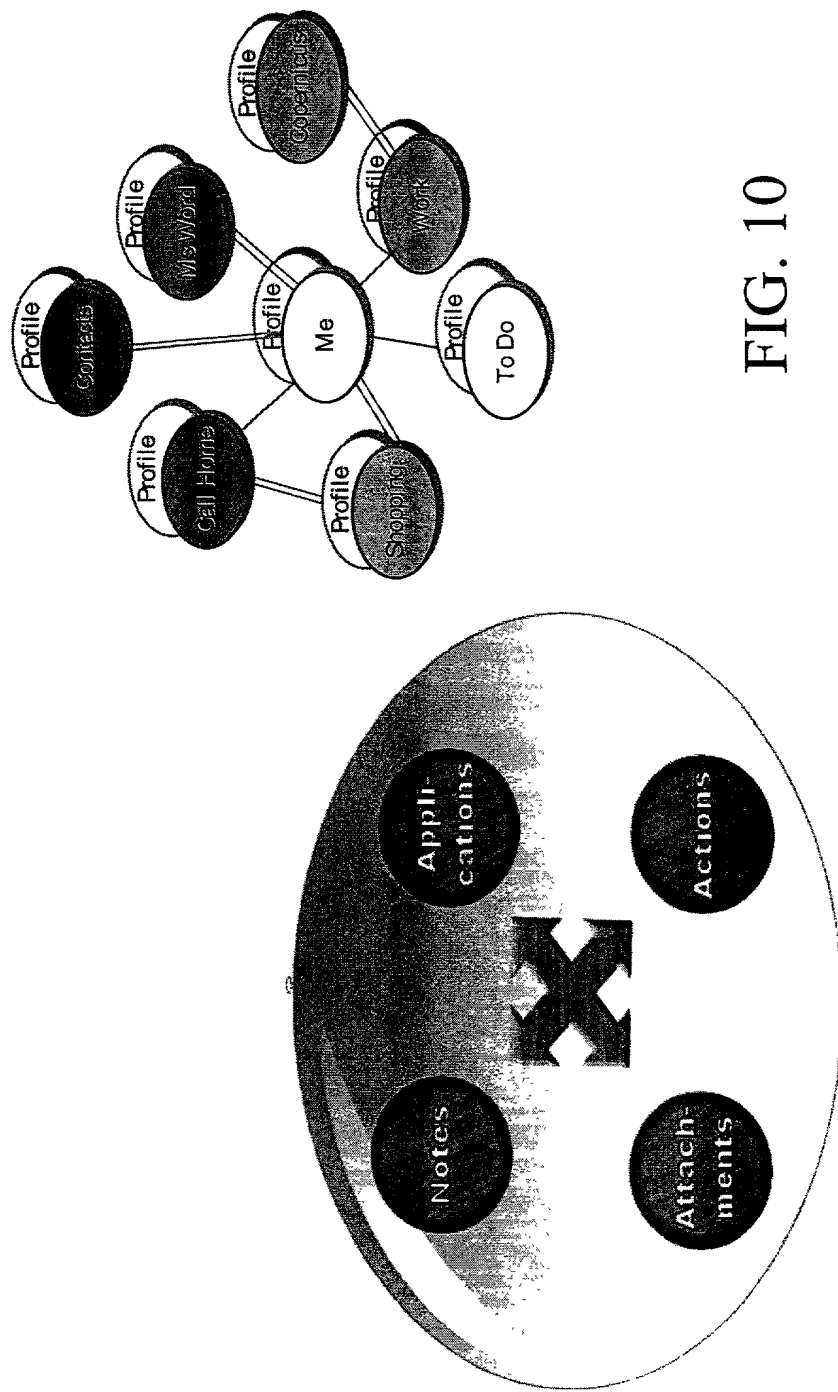 Notes
Appli-
cations
Attach-
ments
Actions
Profile
Contacts
Profile
Call Home
Profile
Ms Word
Profile
Copernicus
Profile
Me
Profile
Shopping
Profile
Work
Profile
To Do
FIG. 10